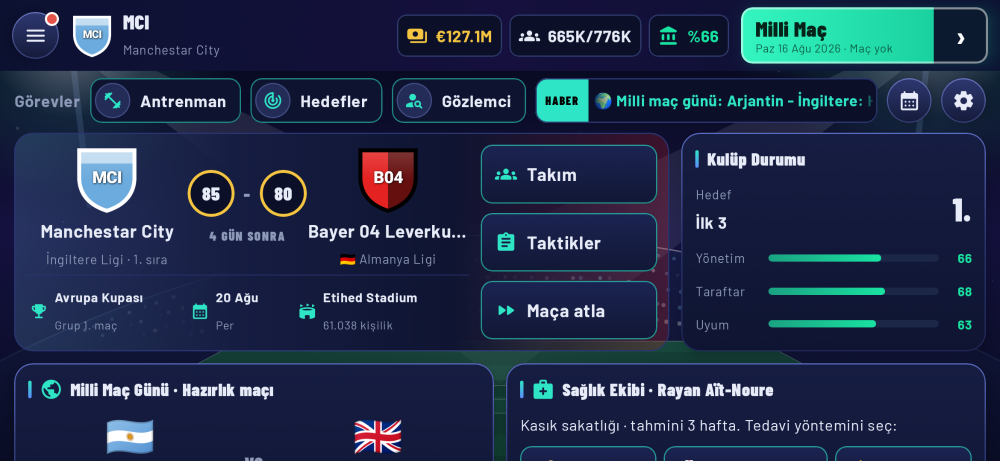 MCI
MCI
Manchestar City
€127.1M
665K/776K
%66
Milli Maç
Paz 16 Ağu 2026 · Maç yok
Görevler
Antrenman
Hedefler
Gözlemci
HABER
Milli maç günü: Arjantin - İngiltere:
MCI
85 - 80
B04
4 GÜN SONRA
Manchestar City
İngiltere Ligi · 1. sıra
Bayer 04 Leverku...
Almanya Ligi
Avrupa Kupası
Grup 1. maç
20 Ağu
Per
Etihed Stadium
61.038 kişilik
Takım
Taktikler
Maça atla
Kulüp Durumu
Hedef
İlk 3
1.
Yönetim 66
Taraftar 68
Uyum 63
Milli Maç Günü · Hazırlık maçı
Sağlık Ekibi · Rayan Aït-Noure
Kasık sakatlığı · tahmini 3 hafta. Tedavi yöntemini seç: